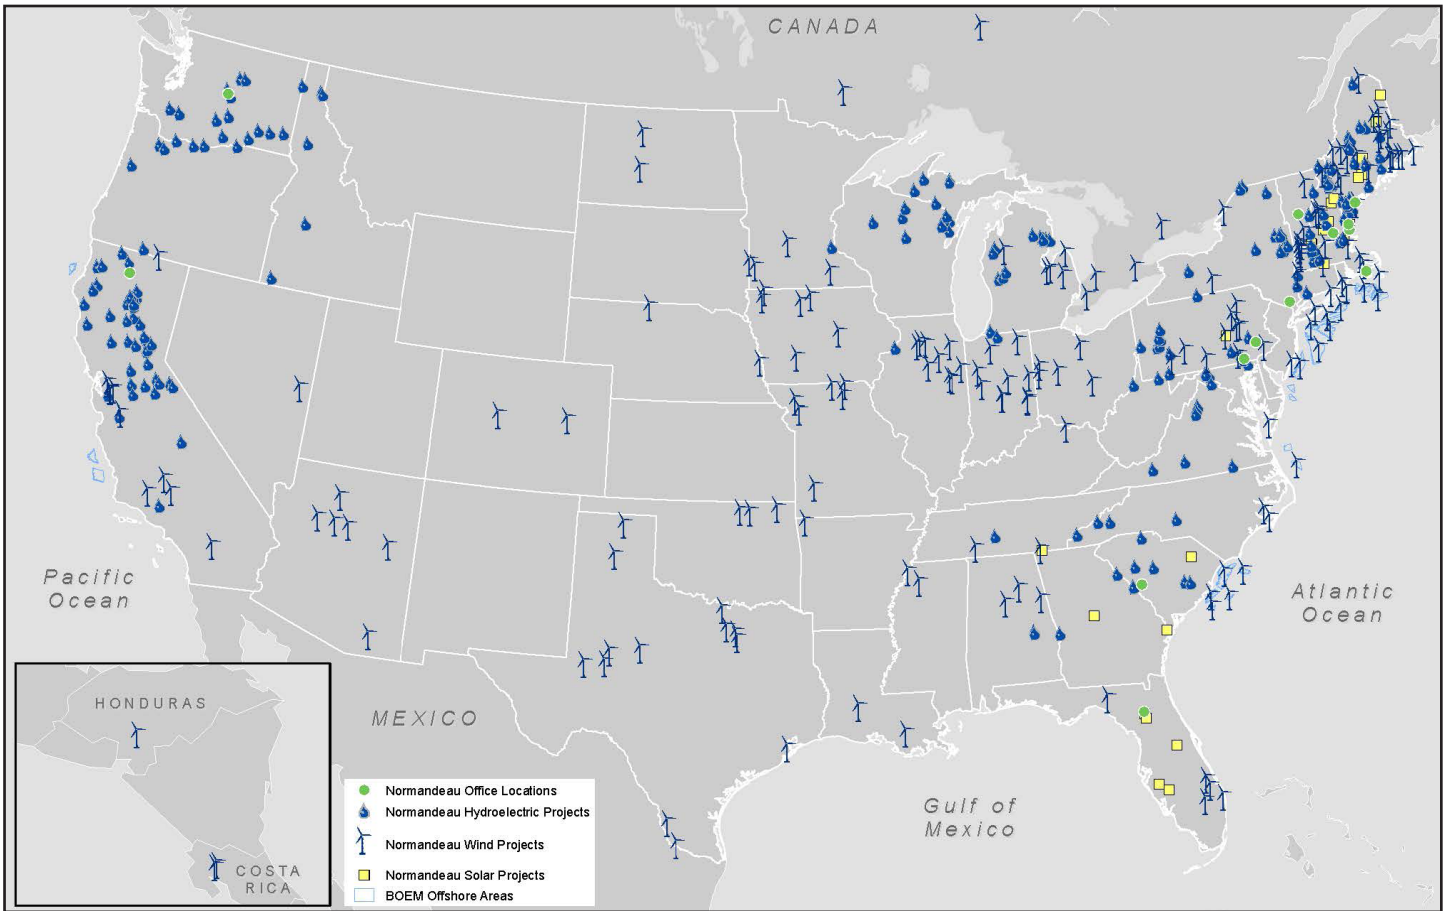 CANADA
Pacific
Ocean
Atlantic
Ocean
HONDURAS
MEXICO
Gulf of
Mexico
COSTA
RICA
Normandeau Office Locations
Normandeau Hydroelectric Projects
Normandeau Wind Projects
Normandeau Solar Projects
BOEM Offshore Areas